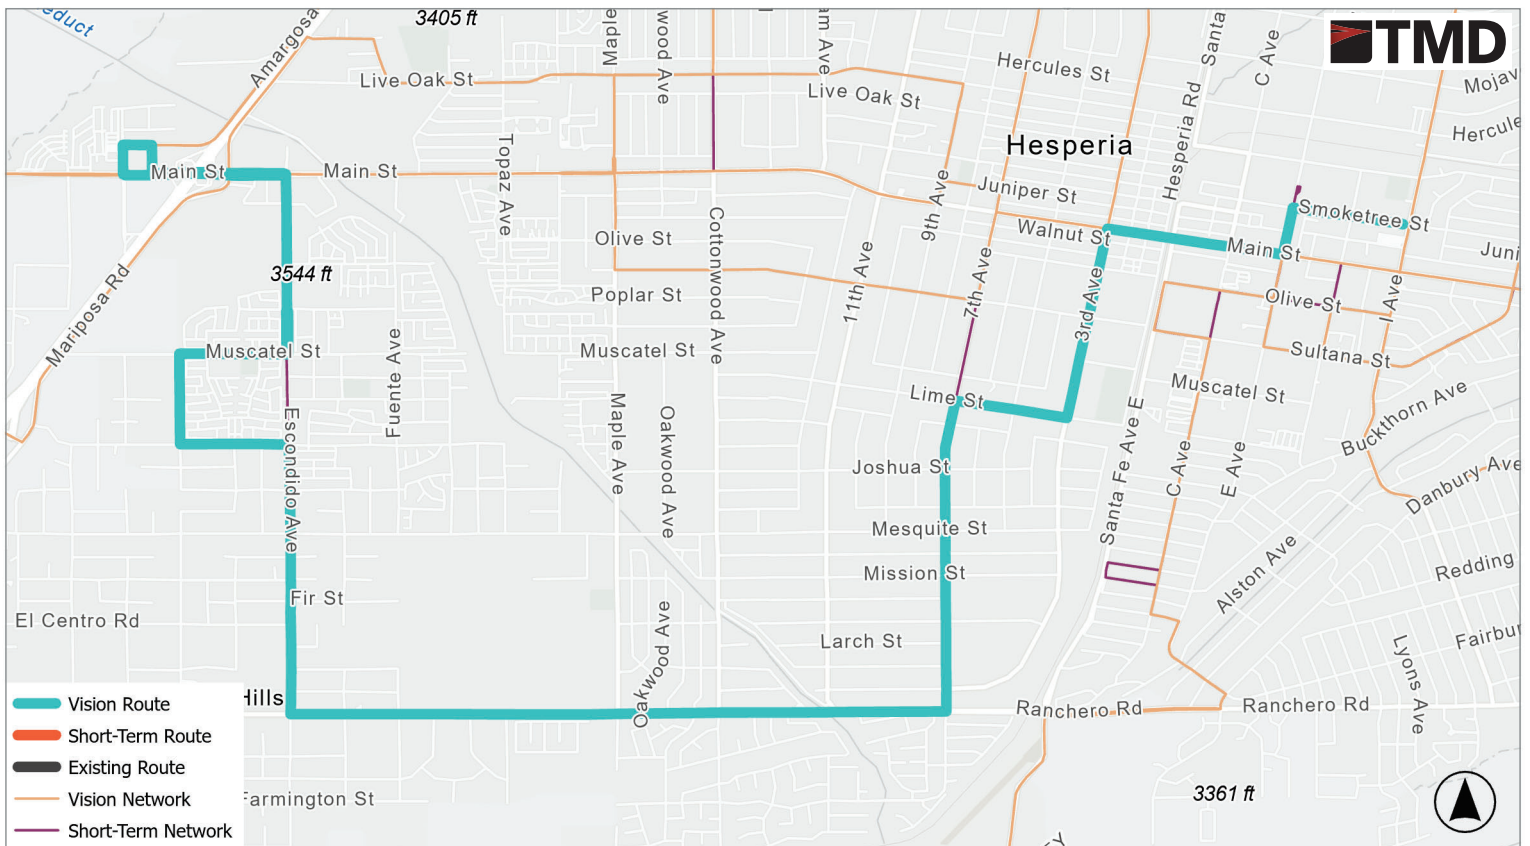 3405 ft
TMD
educt
Amargosa
Maple
wood Ave
am Ave
Santa
C Ave
Hercules St
Mojav
Live Oak St
Live Oak St
Hesperia Rd
Hercule
Hesperia
Topaz Ave
Main St
Main St
Juniper St
9th Ave
Smoketree St
Walnut St
Main St
Juni
Olive St
Cottonwood Ave
11th Ave
7th Ave
3rd Ave
3544 ft
Mariposa Rd
Poplar St
Olive St
I Ave
Muscatel St
Fuente Ave
Muscatel St
Sultana St
Lime St
Muscatel St
Buckthorn Ave
Escondido Ave
Maple Ave
Oakwood Ave
Santa Fe Ave E
C Ave
E Ave
Joshua St
Danbury Ave
Mesquite St
Mission St
Alston Ave
Redding
Fir St
El Centro Rd
Oakwood Ave
Larch St
Lyons Ave
Fairbur
Hills
Ranchero Rd
Ranchero Rd
Vision Route
Short-Term Route
Existing Route
Vision Network
Short-Term Network
Farmington St
3361 ft